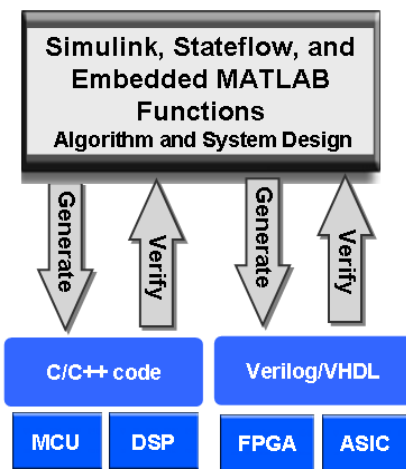 Simulink, Stateflow, and
Embedded MATLAB
Functions
Algorithm and System Design
Generate
Verify
Generate
Verify
C/C++ code
Verilog/VHDL
MCU
DSP
FPGA
ASIC